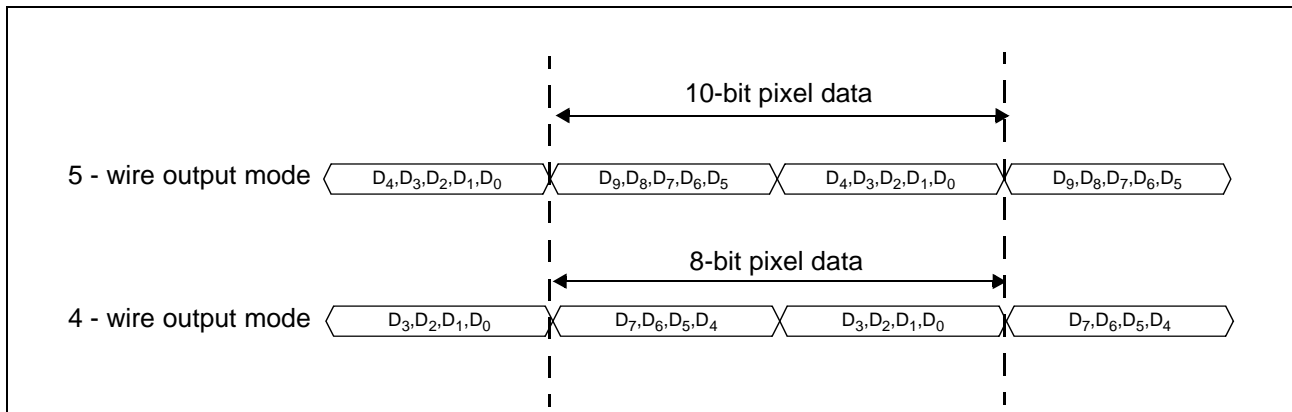 10-bit pixel data
5 - wire output mode D4,D3,D2,D1,D0 D9,D8,D7,D6,D5 D4,D3,D2,D1,D0 D9,D8,D7,D6,D5
8-bit pixel data
4 - wire output mode D3,D2,D1,D0 D7,D6,D5,D4 D3,D2,D1,D0 D7,D6,D5,D4